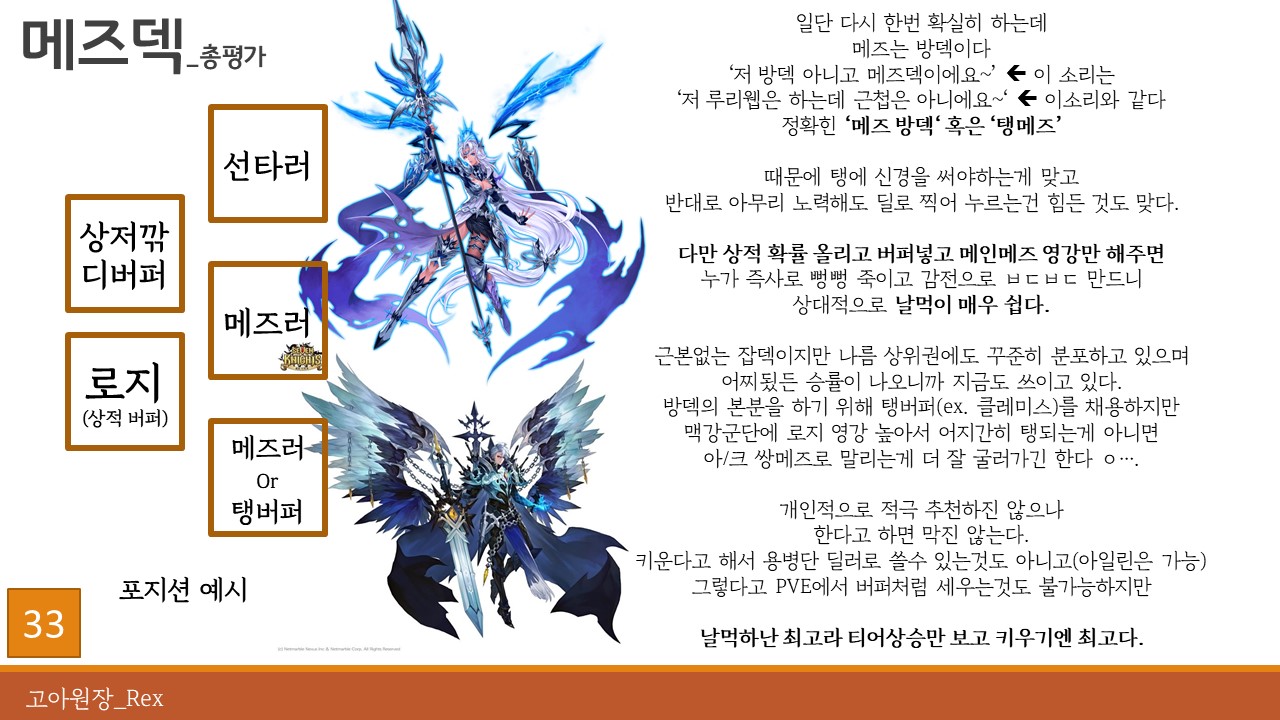 메즈덱_총평가
선타러
상저깎
디버퍼
메즈러
SEVEN
KNIGHTS
로지
(상적 버퍼)
메즈러
Or
탱버퍼
포지션 예시
일단 다시 한번 확실히 하는데
메즈는 방덱이다
‘저 방덱 아니고 메즈덱이에요~’ 🡸 이 소리는
‘저 루리웹은 하는데 근첩은 아니에요~‘ 🡸 이소리와 같다
정확힌 ‘메즈 방덱‘ 혹은 ‘탱메즈’
때문에 탱에 신경을 써야하는게 맞고
반대로 아무리 노력해도 딜로 찍어 누르는건 힘든 것도 맞다.
다만 상적 확률 올리고 버퍼넣고 메인메즈 영강만 해주면
누가 즉사로 뻥뻥 죽이고 감전으로 ㅂㄷㅂㄷ 만드니
상대적으로 날먹이 매우 쉽다.
근본없는 잡덱이지만 나름 상위권에도 꾸준히 분포하고 있으며
어찌됬든 승률이 나오니까 지금도 쓰이고 있다.
방덱의 본분을 하기 위해 탱버퍼(ex. 클레미스)를 채용하지만
맥강군단에 로지 영강 높아서 어지간히 탱되는게 아니면
아/크 쌍메즈로 말리는게 더 잘 굴러가긴 한다 ㅇ….
개인적으로 적극 추천하진 않으나
한다고 하면 막진 않는다.
키운다고 해서 용병단 딜러로 쓸수 있는것도 아니고(아일린은 가능)
그렇다고 PVE에서 버퍼처럼 세우는것도 불가능하지만
날먹하난 최고라 티어상승만 보고 키우기엔 최고다.
(c) Netmarble Nexus Inc. & Netmarble Corp. All Rights Reserved
33
고아원장_Rex